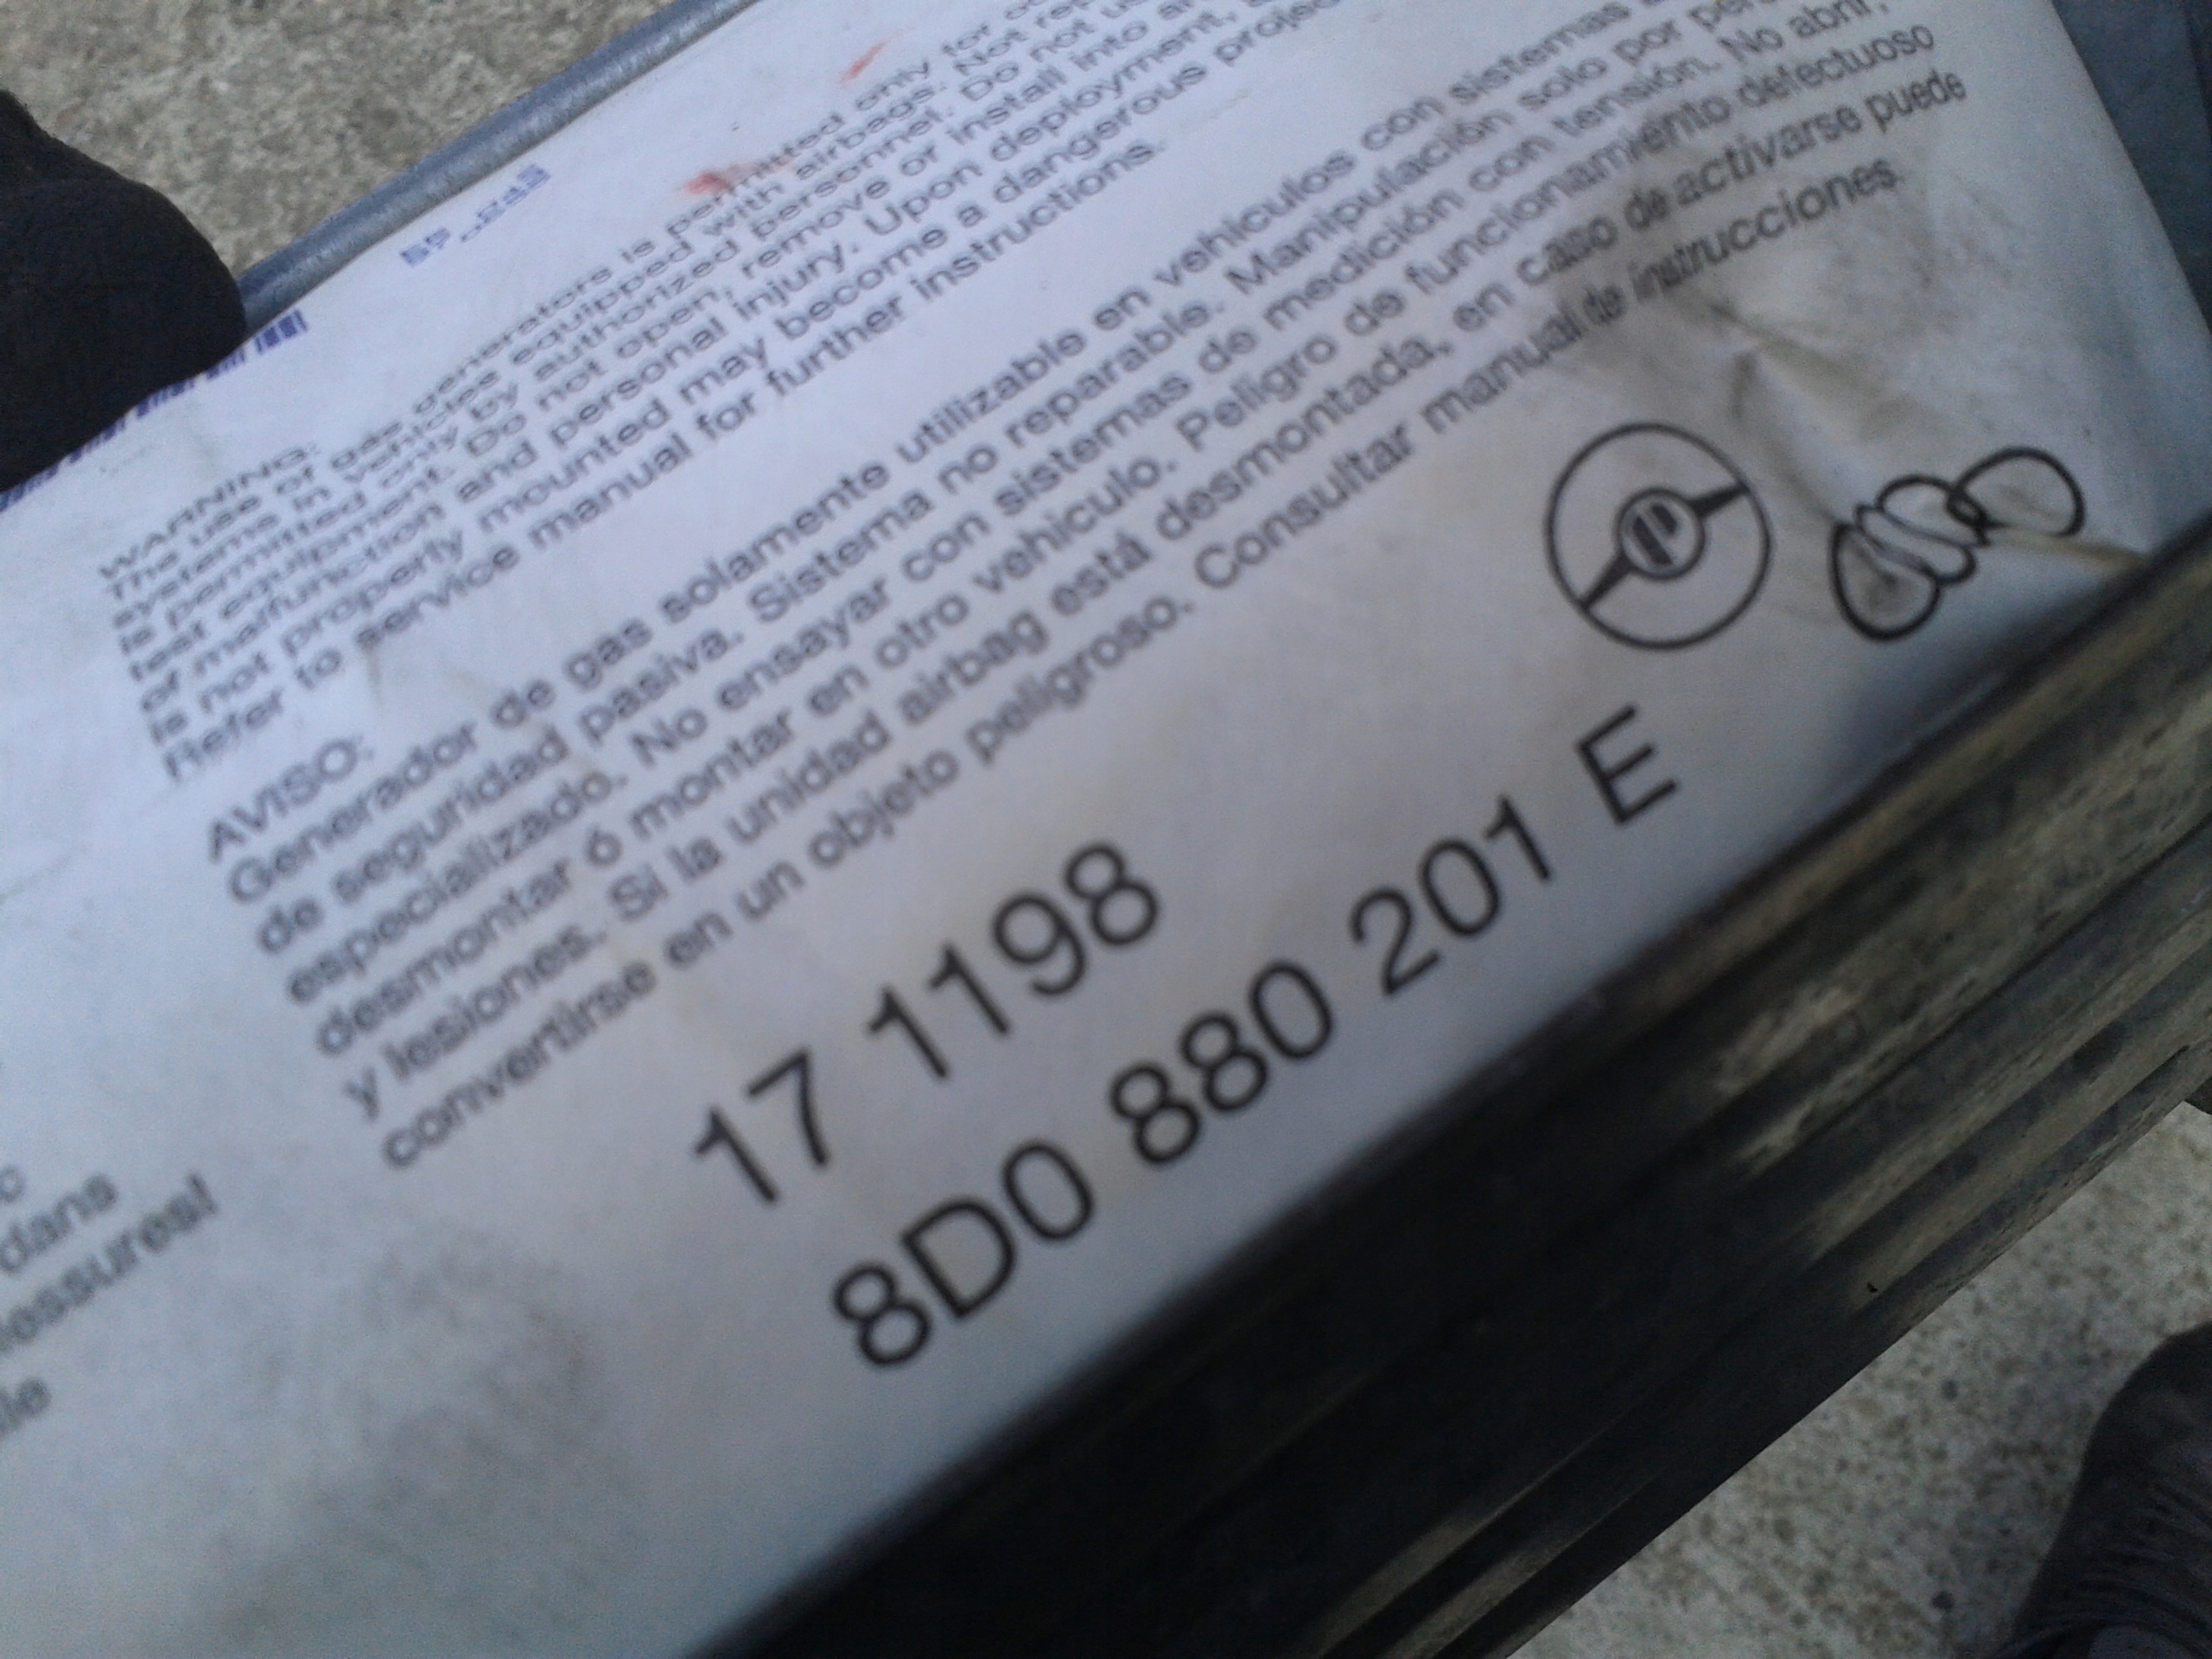 WARNING:
The use of gas generators is permitted only for
systems in vehicles equipped with airbags. Not
is permitted only by authorized personnel. Do not
test equipment. Do not open, remove or install into
of malfunction and personal injury. Upon deployment,
is not properly mounted may become a dangerous
Refer to service manual for further instructions.
AVISO:
Generador de gas solamente utilizable en vehiculos con sistemas
de seguridad pasiva. Sistema no reparable. Manipulación solo por
especializado. No ensayar con sistemas de medición con tensión. No abrir,
desmontar ó montar en otro vehiculo. Peligro de funcionamiento defectuoso
y lesiones. Si la unidad airbag está desmontada, en caso de activarse puede
convertirse en un objeto peligroso. Consultar manual de instrucciones.
17 1198
8D0 880 201 E
dans